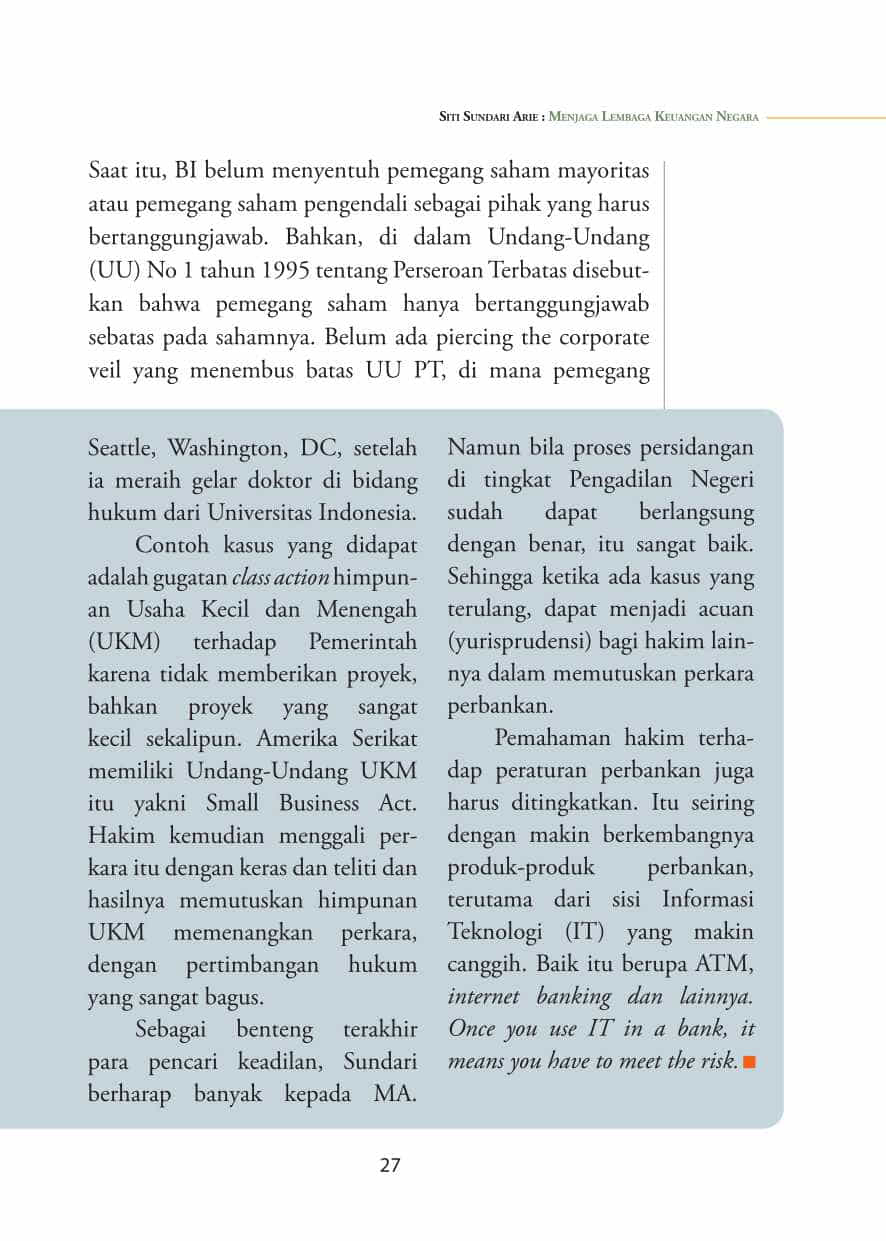 Siti Sundari Arie : Menjaga Lembaga Keuangan Negara
Saat itu, BI belum menyentuh pemegang saham mayoritas
atau pemegang saham pengendali sebagai pihak yang harus
bertanggungjawab. Bahkan, di dalam Undang-Undang
(UU) No 1 tahun 1995 tentang Perseroan Terbatas disebut-
kan bahwa pemegang saham hanya bertanggungjawab
sebatas pada sahamnya. Belum ada piercing the corporate
veil yang menembus batas UU PT, di mana pemegang
Seattle, Washington, DC, setelah
ia meraih gelar doktor di bidang
hukum dari Universitas Indonesia.
Contoh kasus yang didapat
adalah gugatan class action himpun-
an Usaha Kecil dan Menengah
(UKM) terhadap Pemerintah
karena tidak memberikan proyek,
bahkan proyek yang sangat
kecil sekalipun. Amerika Serikat
memiliki Undang-Undang UKM
itu yakni Small Business Act.
Hakim kemudian menggali per-
kara itu dengan keras dan teliti dan
hasilnya memutuskan himpunan
UKM memenangkan perkara,
dengan pertimbangan hukum
yang sangat bagus.
Sebagai benteng terakhir
para pencari keadilan, Sundari
berharap banyak kepada MA.
Namun bila proses persidangan
di tingkat Pengadilan Negeri
sudah dapat berlangsung
dengan benar, itu sangat baik.
Sehingga ketika ada kasus yang
terulang, dapat menjadi acuan
(yurisprudensi) bagi hakim lain-
nya dalam memutuskan perkara
perbankan.
Pemahaman hakim terha-
dap peraturan perbankan juga
harus ditingkatkan. Itu seiring
dengan makin berkembangnya
produk-produk perbankan,
terutama dari sisi Informasi
Teknologi (IT) yang makin
canggih. Baik itu berupa ATM,
internet banking dan lainnya.
Once you use IT in a bank, it
means you have to meet the risk.
27